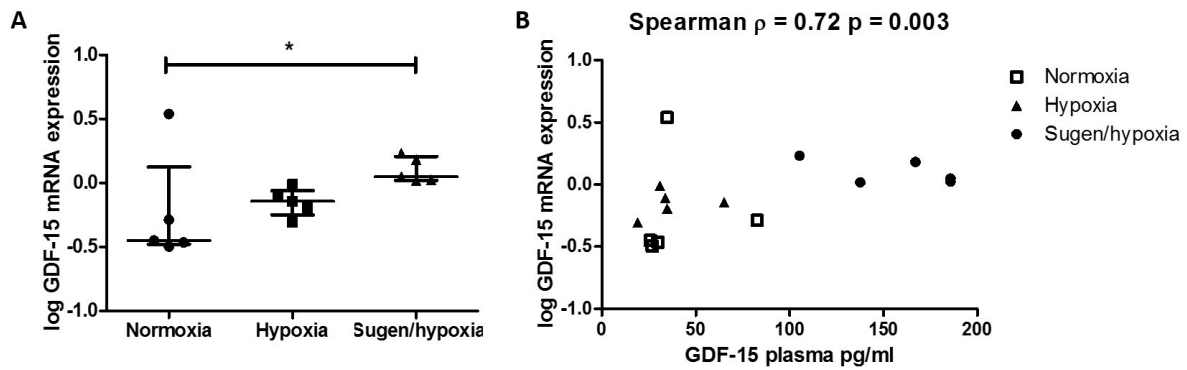 A
log GDF-15 mRNA expression
1.0
0.5
0.0
-0.5
-1.0
*
Normoxia
Hypoxia
Sugen/hypoxia
B
Spearman ρ = 0.72 p = 0.003
log GDF-15 mRNA expression
1.0
0.5
0.0
-0.5
-1.0
0
50
100
150
200
GDF-15 plasma pg/ml
Normoxia
Hypoxia
Sugen/hypoxia